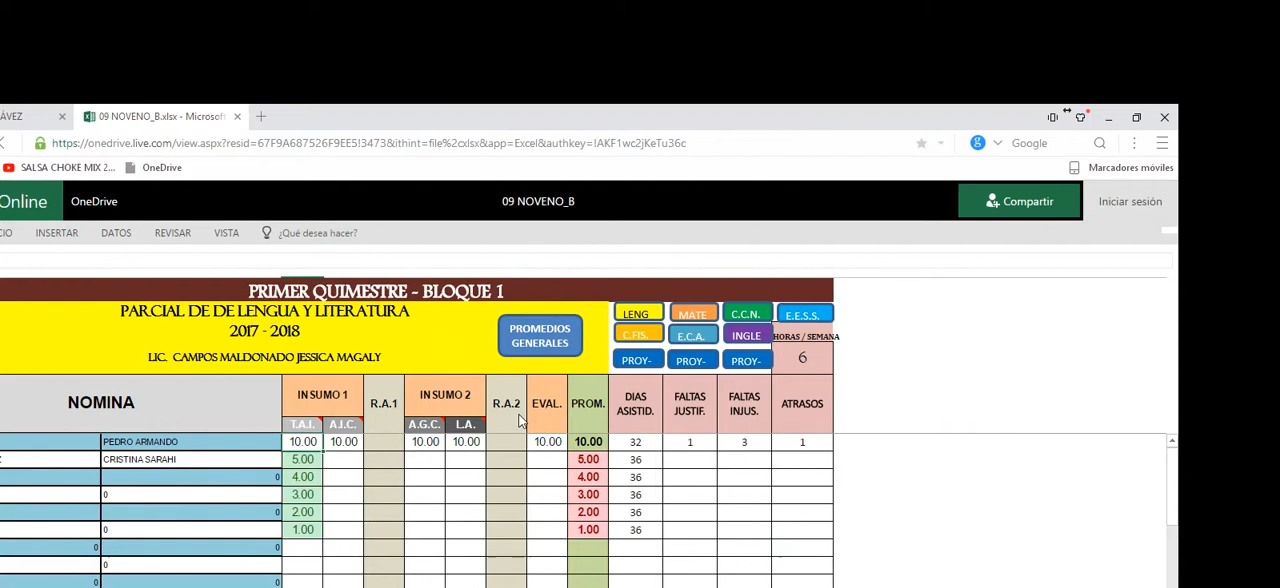 ÁVEZ
09 NOVENO_B.xlsx - Microsoft
https://onedrive.live.com/view.aspx?resid=67F9A687526F9EE5!3473&ithint=file%2cxlsx&app=Excel&authkey=!AKF1wc2jKeTu36c
Google
SALSA CHOKE MIX 2...
OneDrive
Marcadores móviles
Online
OneDrive
09 NOVENO_B
Compartir
Iniciar sesión
CIO
INSERTAR
DATOS
REVISAR
VISTA
¿Qué desea hacer?
PRIMER QUIMESTRE - BLOQUE 1
PARCIAL DE DE LENGUA Y LITERATURA
2017 - 2018
LIC. CAMPOS MALDONADO JESSICA MAGALY
PROMEDIOS
GENERALES
LENG MATE C.C.N. E.E.S.S.
C.FIS. E.C.A. INGLE HORAS / SEMANA
PROY- PROY- PROY- 6
NOMINA
INSUMO 1
R.A.1
INSUMO 2
R.A.2
EVAL.
PROM.
DIAS
ASISTID.
FALTAS
JUSTIF.
FALTAS
INJUS.
ATRASOS
T.A.I. A.I.C. A.G.C. L.A.
PEDRO ARMANDO 10.00 10.00 10.00 10.00 10.00 10.00 32 1 3 1
Z CRISTINA SARAHI 5.00 5.00 36
0 4.00 4.00 36
0 3.00 3.00 36
0 2.00 2.00 36
0 1.00 1.00 36
0 0
0
0 0